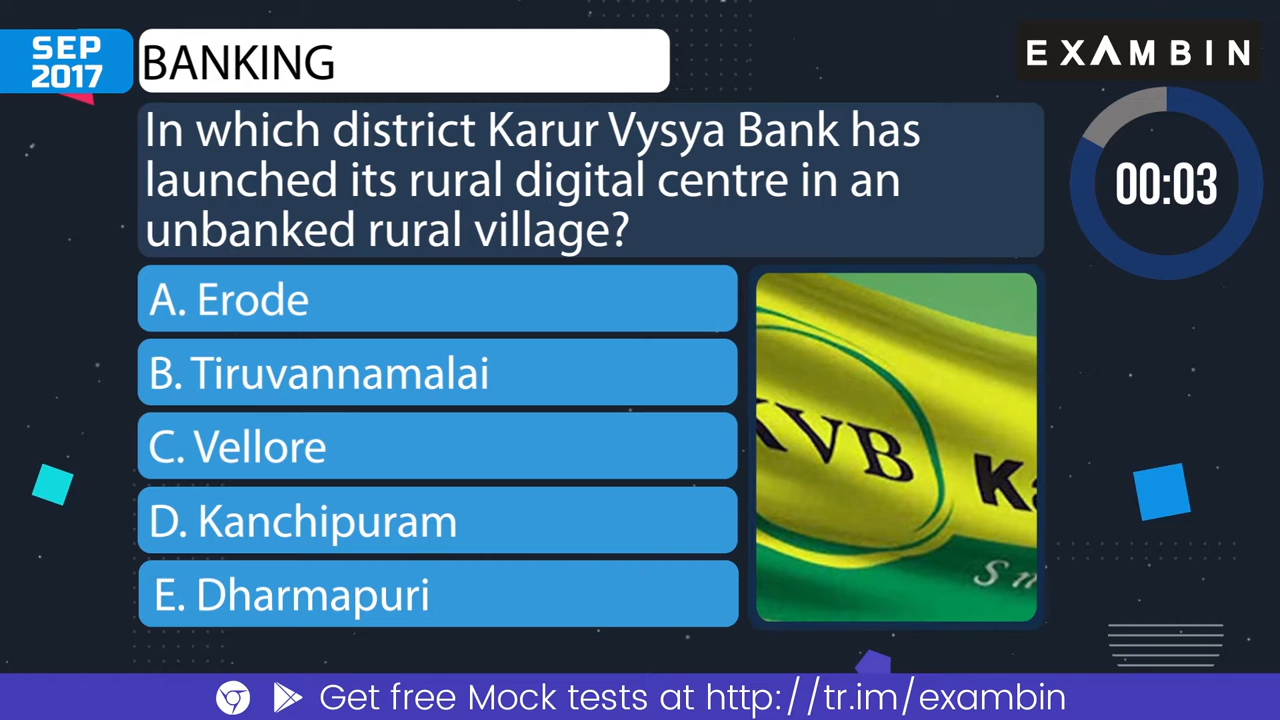 SEP
2017
BANKING
EXAMBIN
In which district Karur Vysya Bank has
launched its rural digital centre in an
unbanked rural village?
00:03
A. Erode
B. Tiruvannamalai
C. Vellore
D. Kanchipuram
E. Dharmapuri
KVB
Get free Mock tests at http://tr.im/exambin